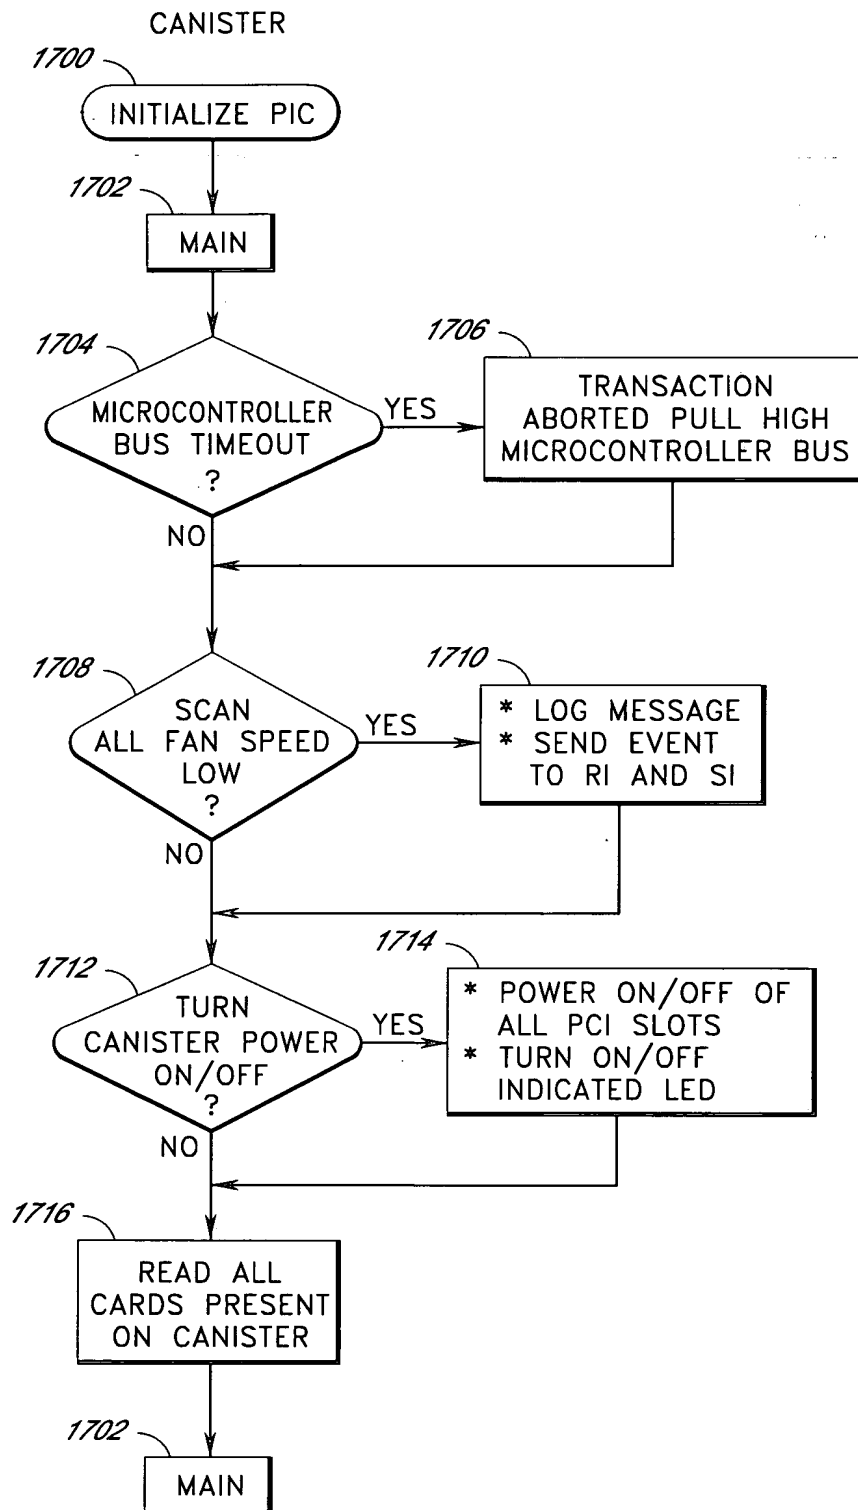 CANISTER
1700
INITIALIZE PIC
1702
MAIN
1704
MICROCONTROLLER
BUS TIMEOUT
?
YES
NO
1706
TRANSACTION
ABORTED PULL HIGH
MICROCONTROLLER BUS
1708
SCAN
ALL FAN SPEED
LOW
?
YES
NO
1710
* LOG MESSAGE
* SEND EVENT
TO RI AND SI
1712
TURN
CANISTER POWER
ON/OFF
?
YES
NO
1714
* POWER ON/OFF OF
ALL PCI SLOTS
* TURN ON/OFF
INDICATED LED
1716
READ ALL
CARDS PRESENT
ON CANISTER
1702
MAIN